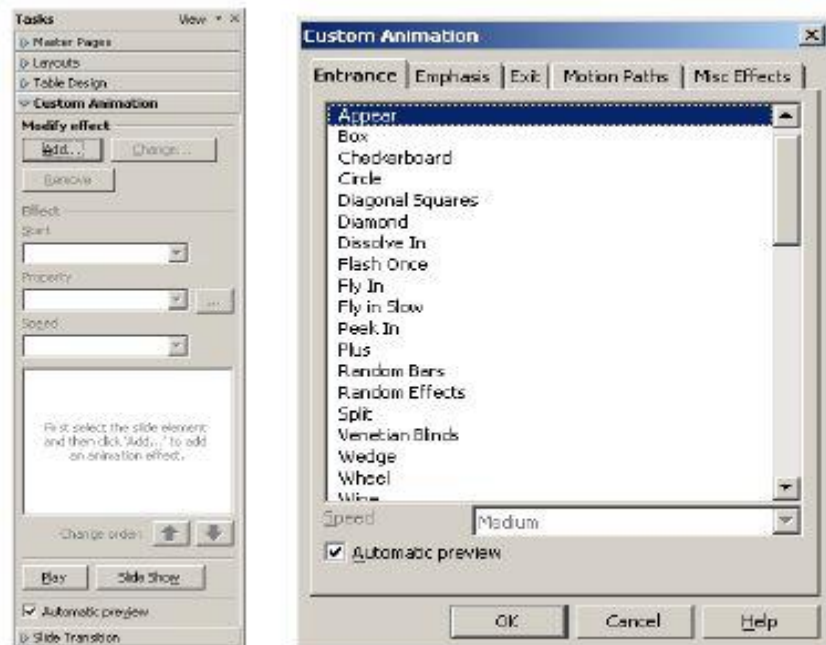 Tasks View
Master Pages
Layouts
Table Design
Custom Animation
Modify effect
Add... Change...
Remove
Effect
Start
Property
...
Speed
First select the slide element
and then click 'Add...' to add
an animation effect.
Change order:
Play Slide Show
Automatic preview
Slide Transition
Custom Animation
Entrance Emphasis Exit Motion Paths Misc Effects
Appear
Box
Checkerboard
Circle
Diagonal Squares
Diamond
Dissolve In
Flash Once
Fly In
Fly in Slow
Peek In
Plus
Random Bars
Random Effects
Split
Venetian Blinds
Wedge
Wheel
Speed Medium
Automatic preview
OK Cancel Help